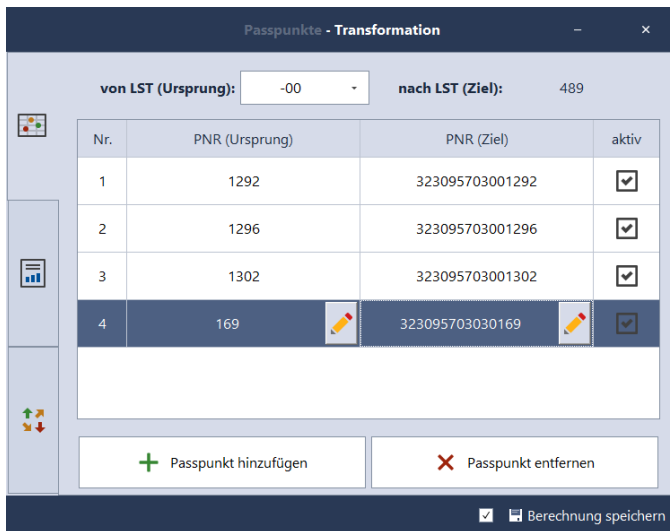 Passpunkte - Transformation
von LST (Ursprung): -00 nach LST (Ziel): 489
Nr. PNR (Ursprung) PNR (Ziel) aktiv
1 1292 323095703001292
2 1296 323095703001296
3 1302 323095703001302
4 169 323095703030169
Passpunkt hinzufügen Passpunkt entfernen
Berechnung speichern